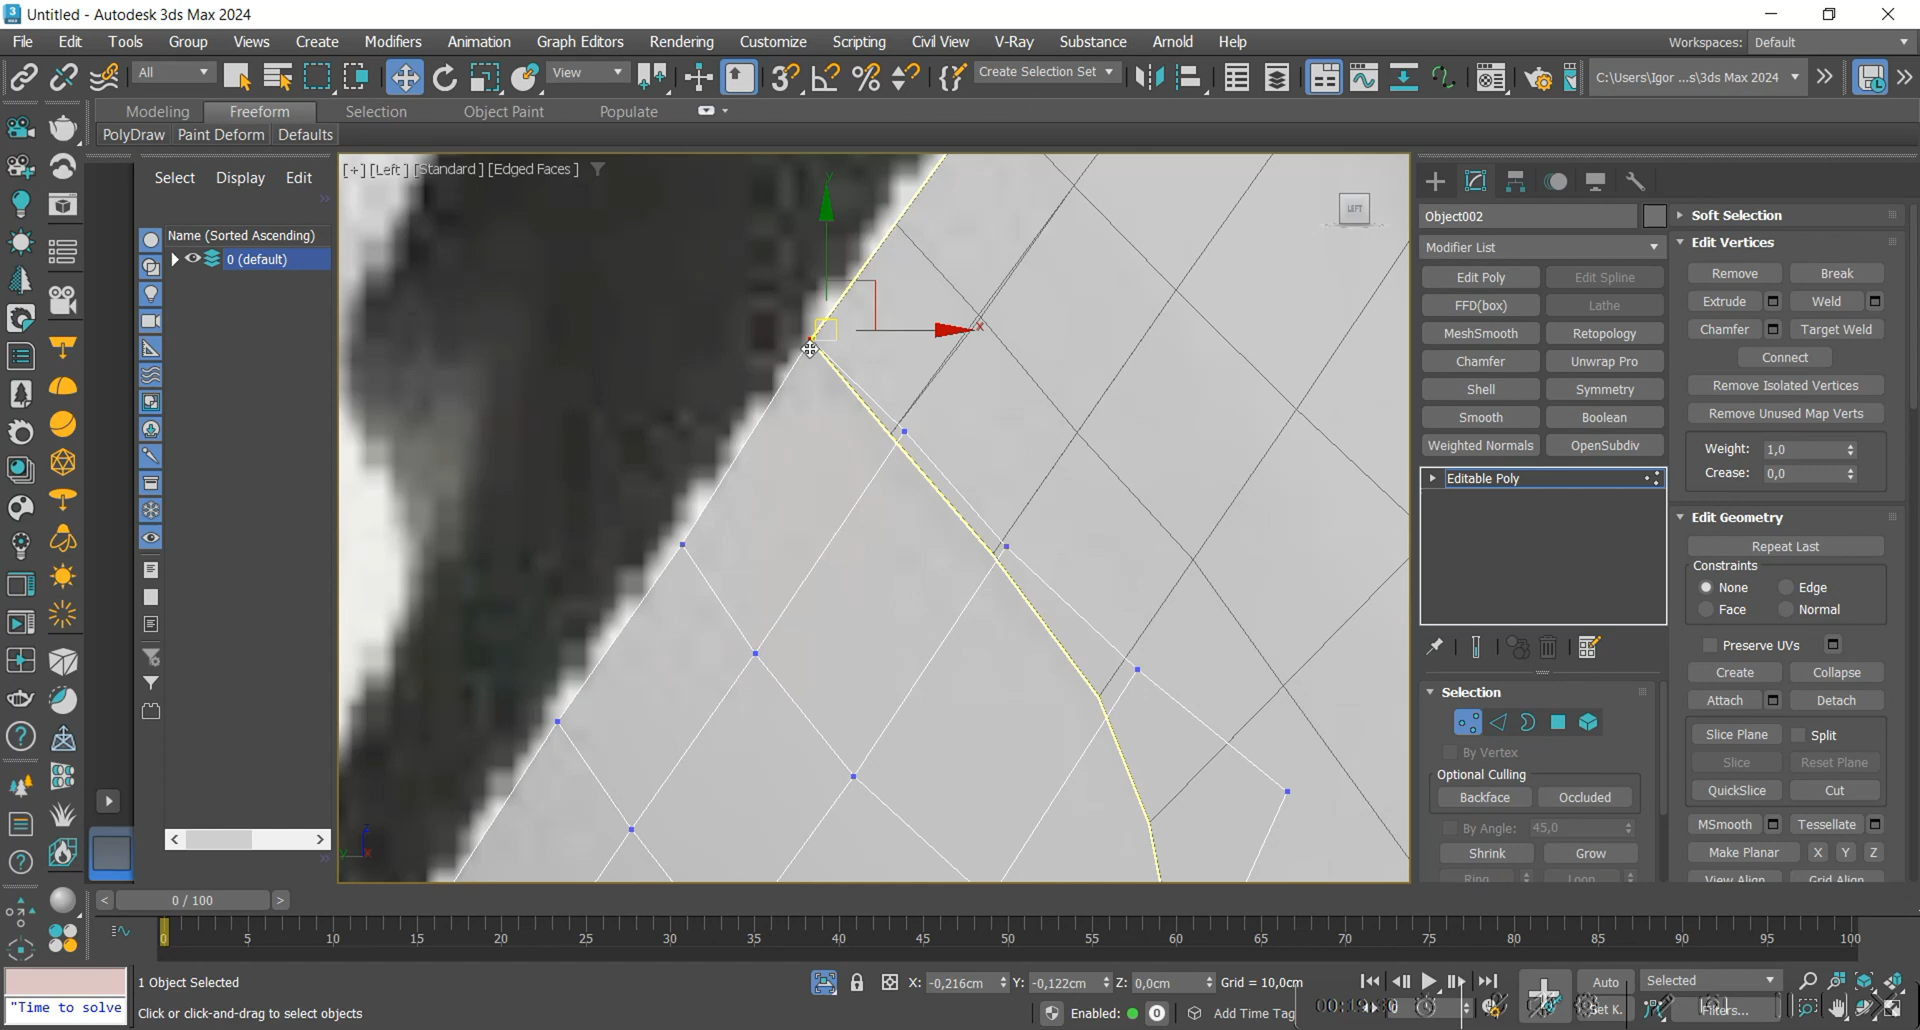 Untitled - Autodesk 3ds Max 2024
File Edit Tools Group Views Create Modifiers Animation Graph Editors Rendering Customize Scripting Civil View V-Ray Substance Arnold Help
Workspaces: Default
All View Create Selection Set C:\Users\Igor ...s\3ds Max 2024
Modeling Freeform Selection Object Paint Populate
PolyDraw Paint Deform Defaults
Select Display Edit
Name (Sorted Ascending)
0 (default)
[+] [Left] [Standard] [Edged Faces]
y
x
LEFT
Object002
Modifier List
Edit Poly Edit Spline
FFD(box) Lathe
MeshSmooth Retopology
Chamfer Unwrap Pro
Shell Symmetry
Smooth Boolean
Weighted Normals OpenSubdiv
Editable Poly
Selection
By Vertex
Optional Culling
Backface Occluded
By Angle: 45,0
Shrink Grow
Ring Loop
Soft Selection
Edit Vertices
Remove Break
Extrude Weld
Chamfer Target Weld
Connect
Remove Isolated Vertices
Remove Unused Map Verts
Weight: 1,0
Crease: 0,0
Edit Geometry
Repeat Last
Constraints
None Edge
Face Normal
Preserve UVs
Create Collapse
Attach Detach
Slice Plane Split
Slice Reset Plane
QuickSlice Cut
MSmooth Tessellate
Make Planar X Y Z
View Align Grid Align
z
y x
< 0 / 100 >
0 5 10 15 20 25 30 35 40 45 50 55 60 65 70 75 80 85 90 95 100
1 Object Selected
X: -0,216cm Y: -0,122cm Z: 0,0cm Grid = 10,0cm
Auto Selected
"Time to solve
Click or click-and-drag to select objects
Enabled: 0 Add Time Tag
Set K. Filters...